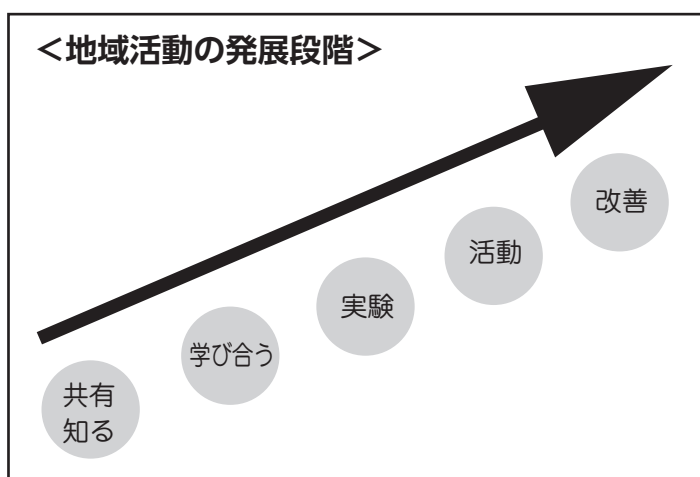 ＜地域活動の発展段階＞
改善
活動
実験
学び合う
共有
知る